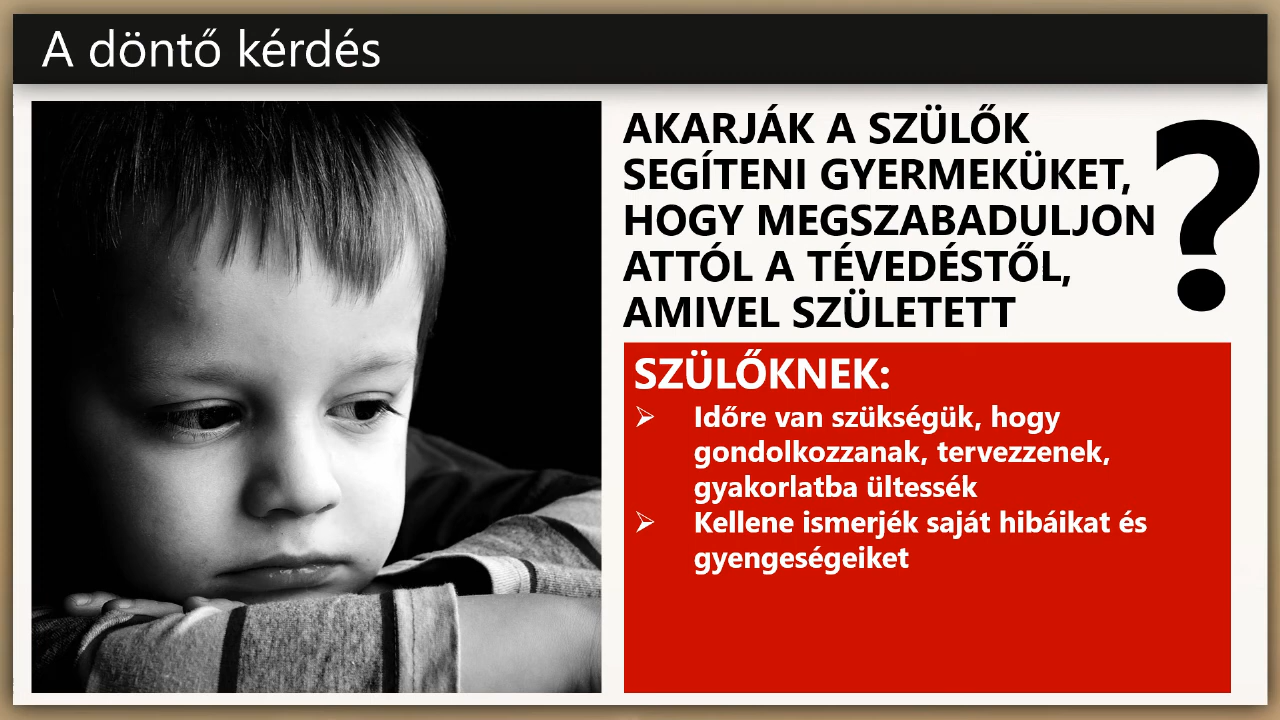 A döntő kérdés
AKARJÁK A SZÜLŐK
SEGÍTENI GYERMEKÜKET,
HOGY MEGSZABADULJON
ATTÓL A TÉVEDÉSTŐL,
AMIVEL SZÜLETETT
?
SZÜLŐKNEK:
➢ Időre van szükségük, hogy
gondolkozzanak, tervezzenek,
gyakorlatba ültessék
➢ Kellene ismerjék saját hibáikat és
gyengeségeiket